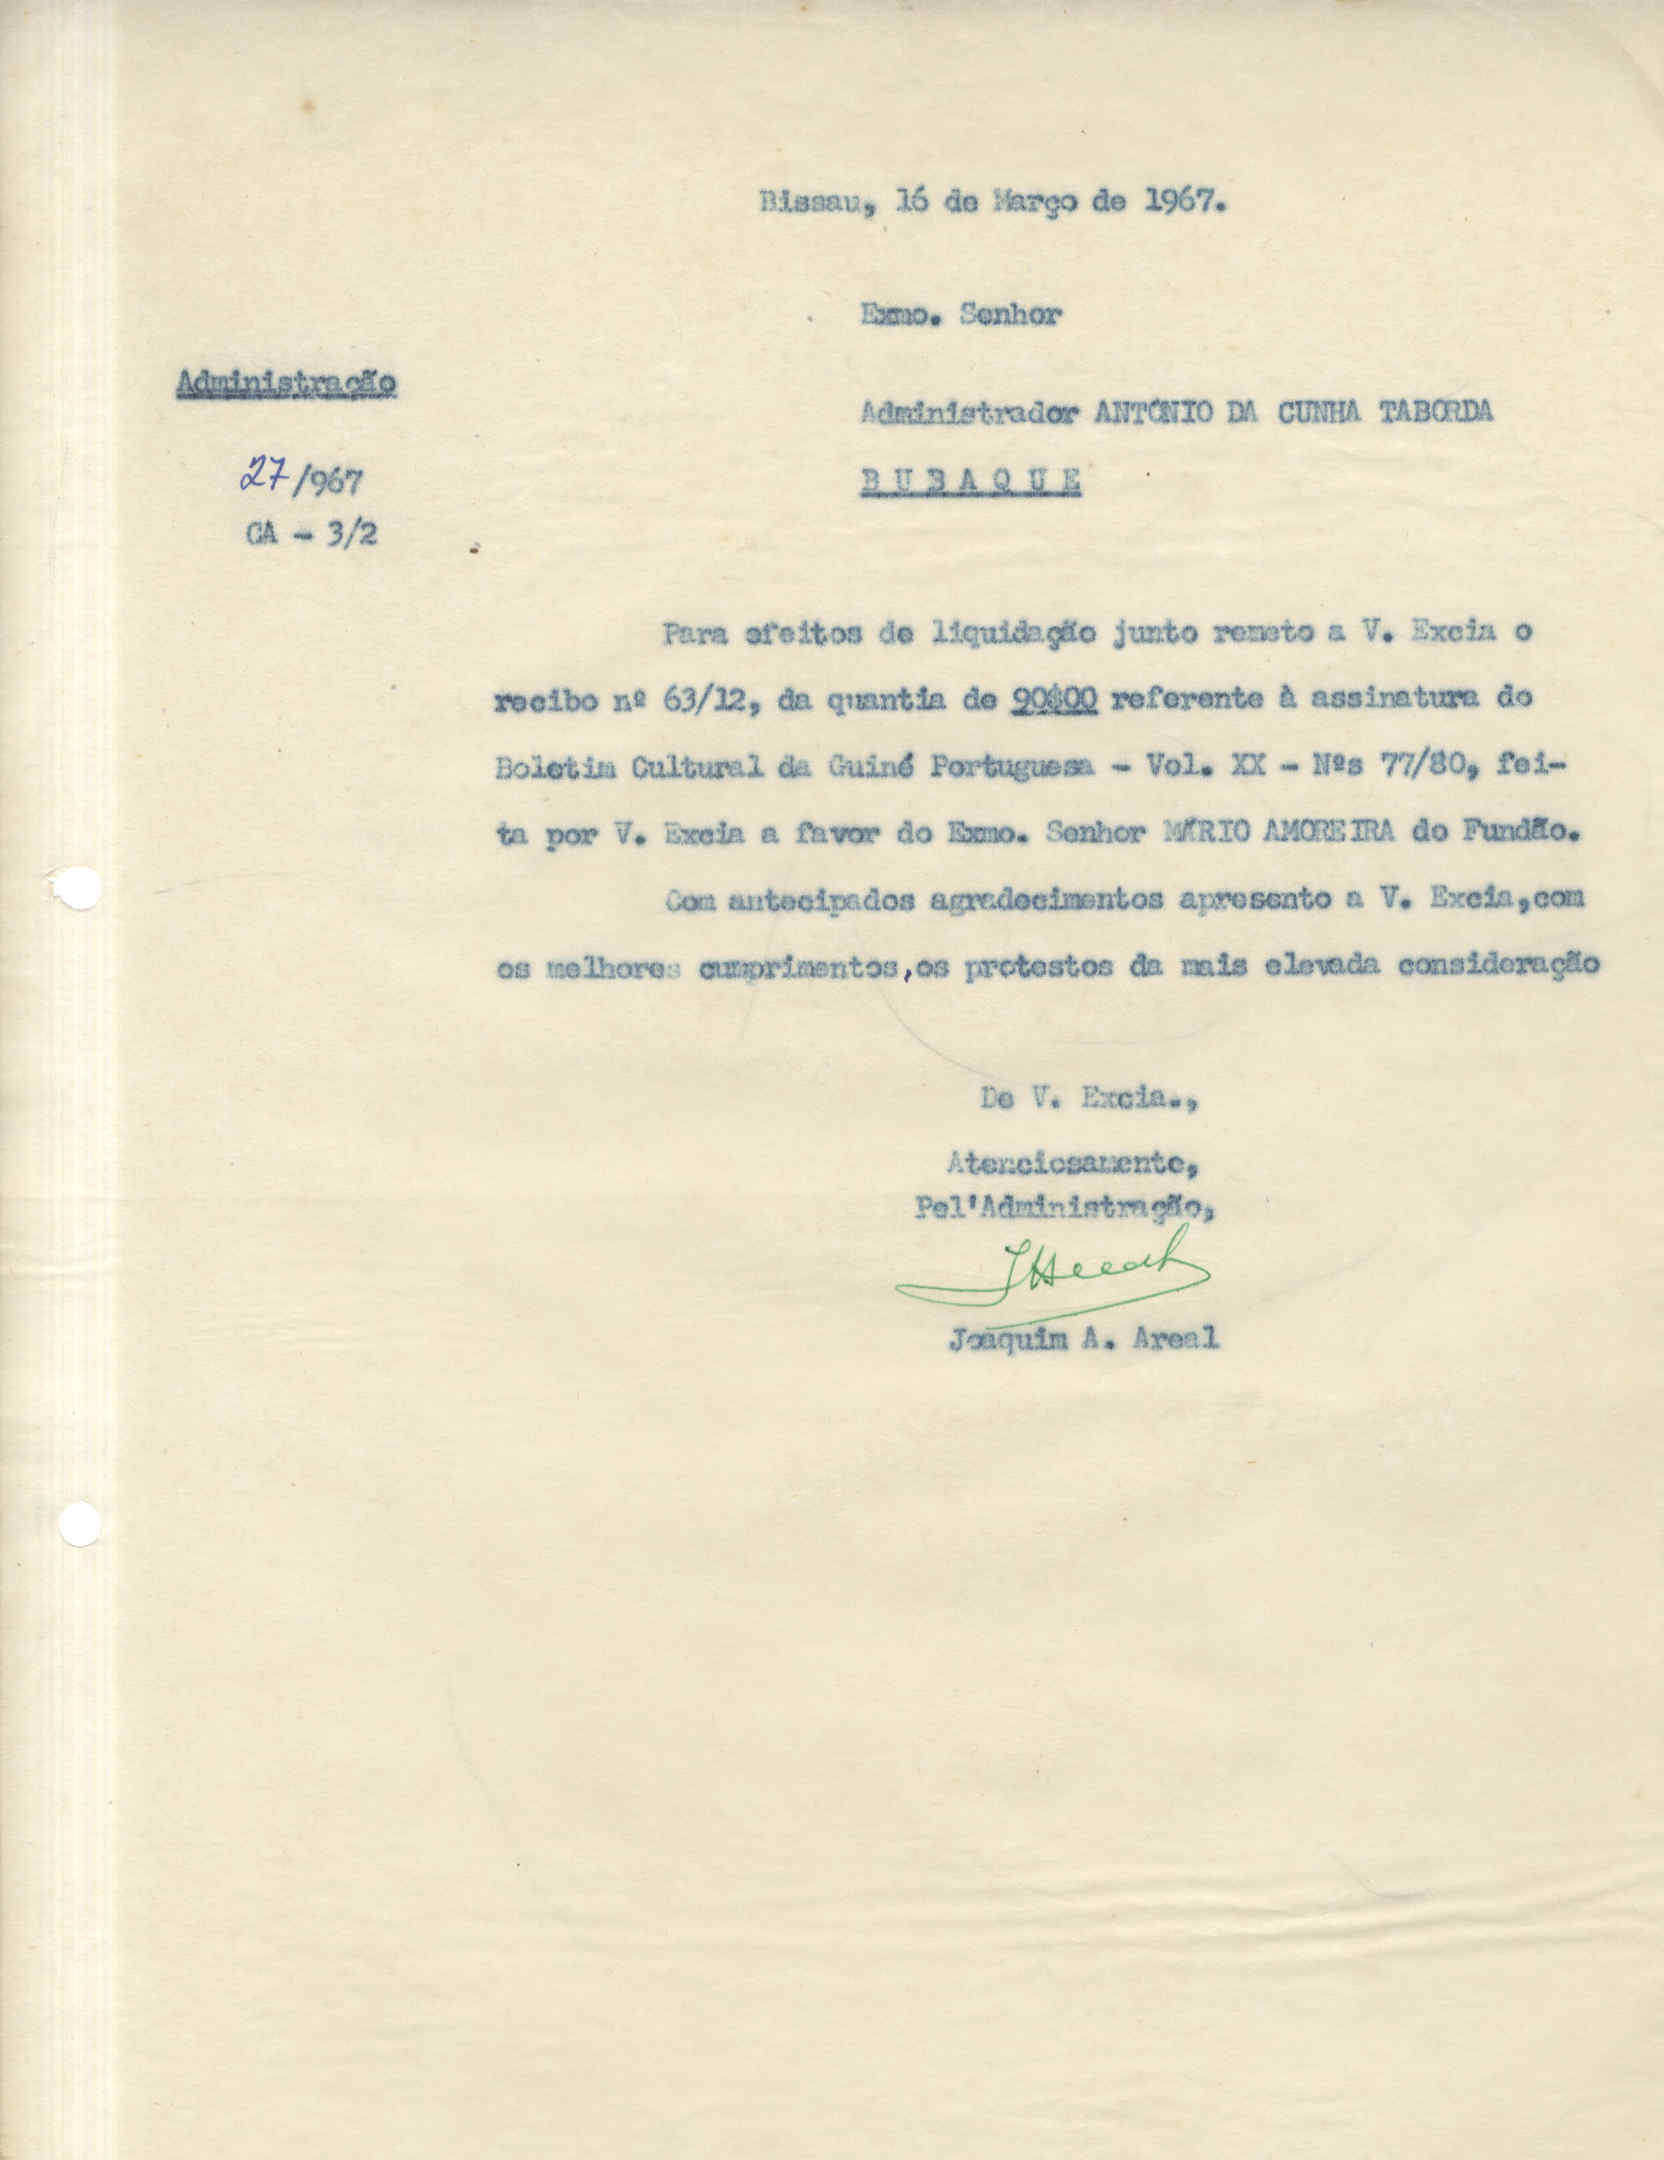 Bissau, 16 de Março de 1967.
Exmo. Senhor
Administração
Administrador ANTÓNIO DA CUNHA TABORDA
27/967
B U B A Q U E
CA - 3/2
Para efeitos de liquidação junto remeto a V. Excia o
recibo nº 63/12, da quantia de 90$00 referente à assinatura do
Boletim Cultural da Guiné Portuguesa - Vol. XX - Nºs 77/80, fei-
ta por V. Excia a favor do Exmo. Senhor MÁRIO AMOREIRA do Fundão.
Com antecipados agradecimentos apresento a V. Excia,com
os melhores cumprimentos,os protestos da mais elevada consideração
De V. Excia.,
Atenciosamente,
Pel'Administração,
Joaquim A. Areal